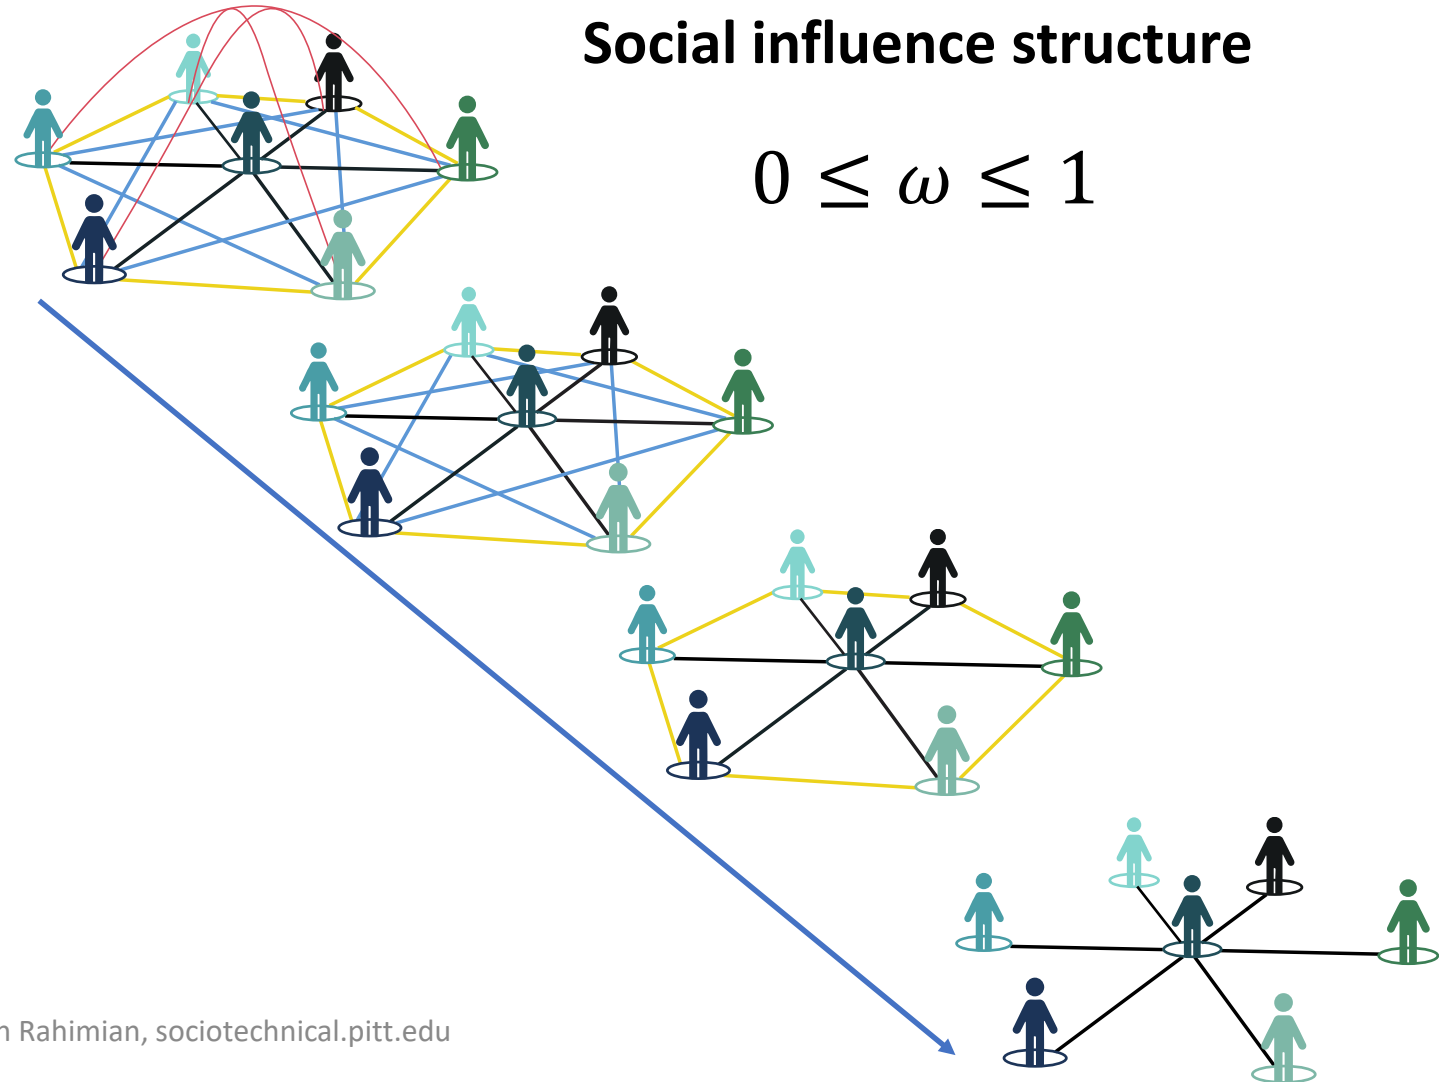 Social influence structure
0 ≤ ω ≤ 1
n Rahimian, sociotechnical.pitt.edu